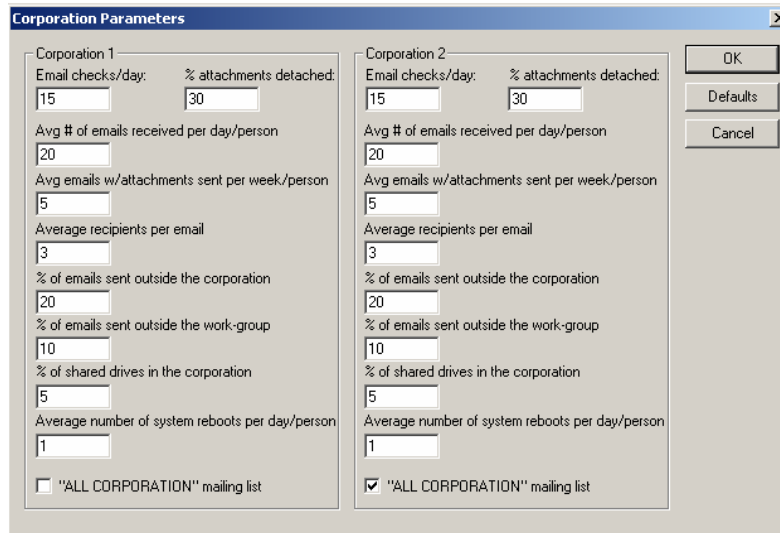 Corporation Parameters
Corporation 1
Email checks/day: % attachments detached:
15 30
Avg # of emails received per day/person
20
Avg emails w/attachments sent per week/person
5
Average recipients per email
3
% of emails sent outside the corporation
20
% of emails sent outside the work-group
10
% of shared drives in the corporation
5
Average number of system reboots per day/person
1
"ALL CORPORATION" mailing list
Corporation 2
Email checks/day: % attachments detached:
15 30
Avg # of emails received per day/person
20
Avg emails w/attachments sent per week/person
5
Average recipients per email
3
% of emails sent outside the corporation
20
% of emails sent outside the work-group
10
% of shared drives in the corporation
5
Average number of system reboots per day/person
1
"ALL CORPORATION" mailing list
OK
Defaults
Cancel